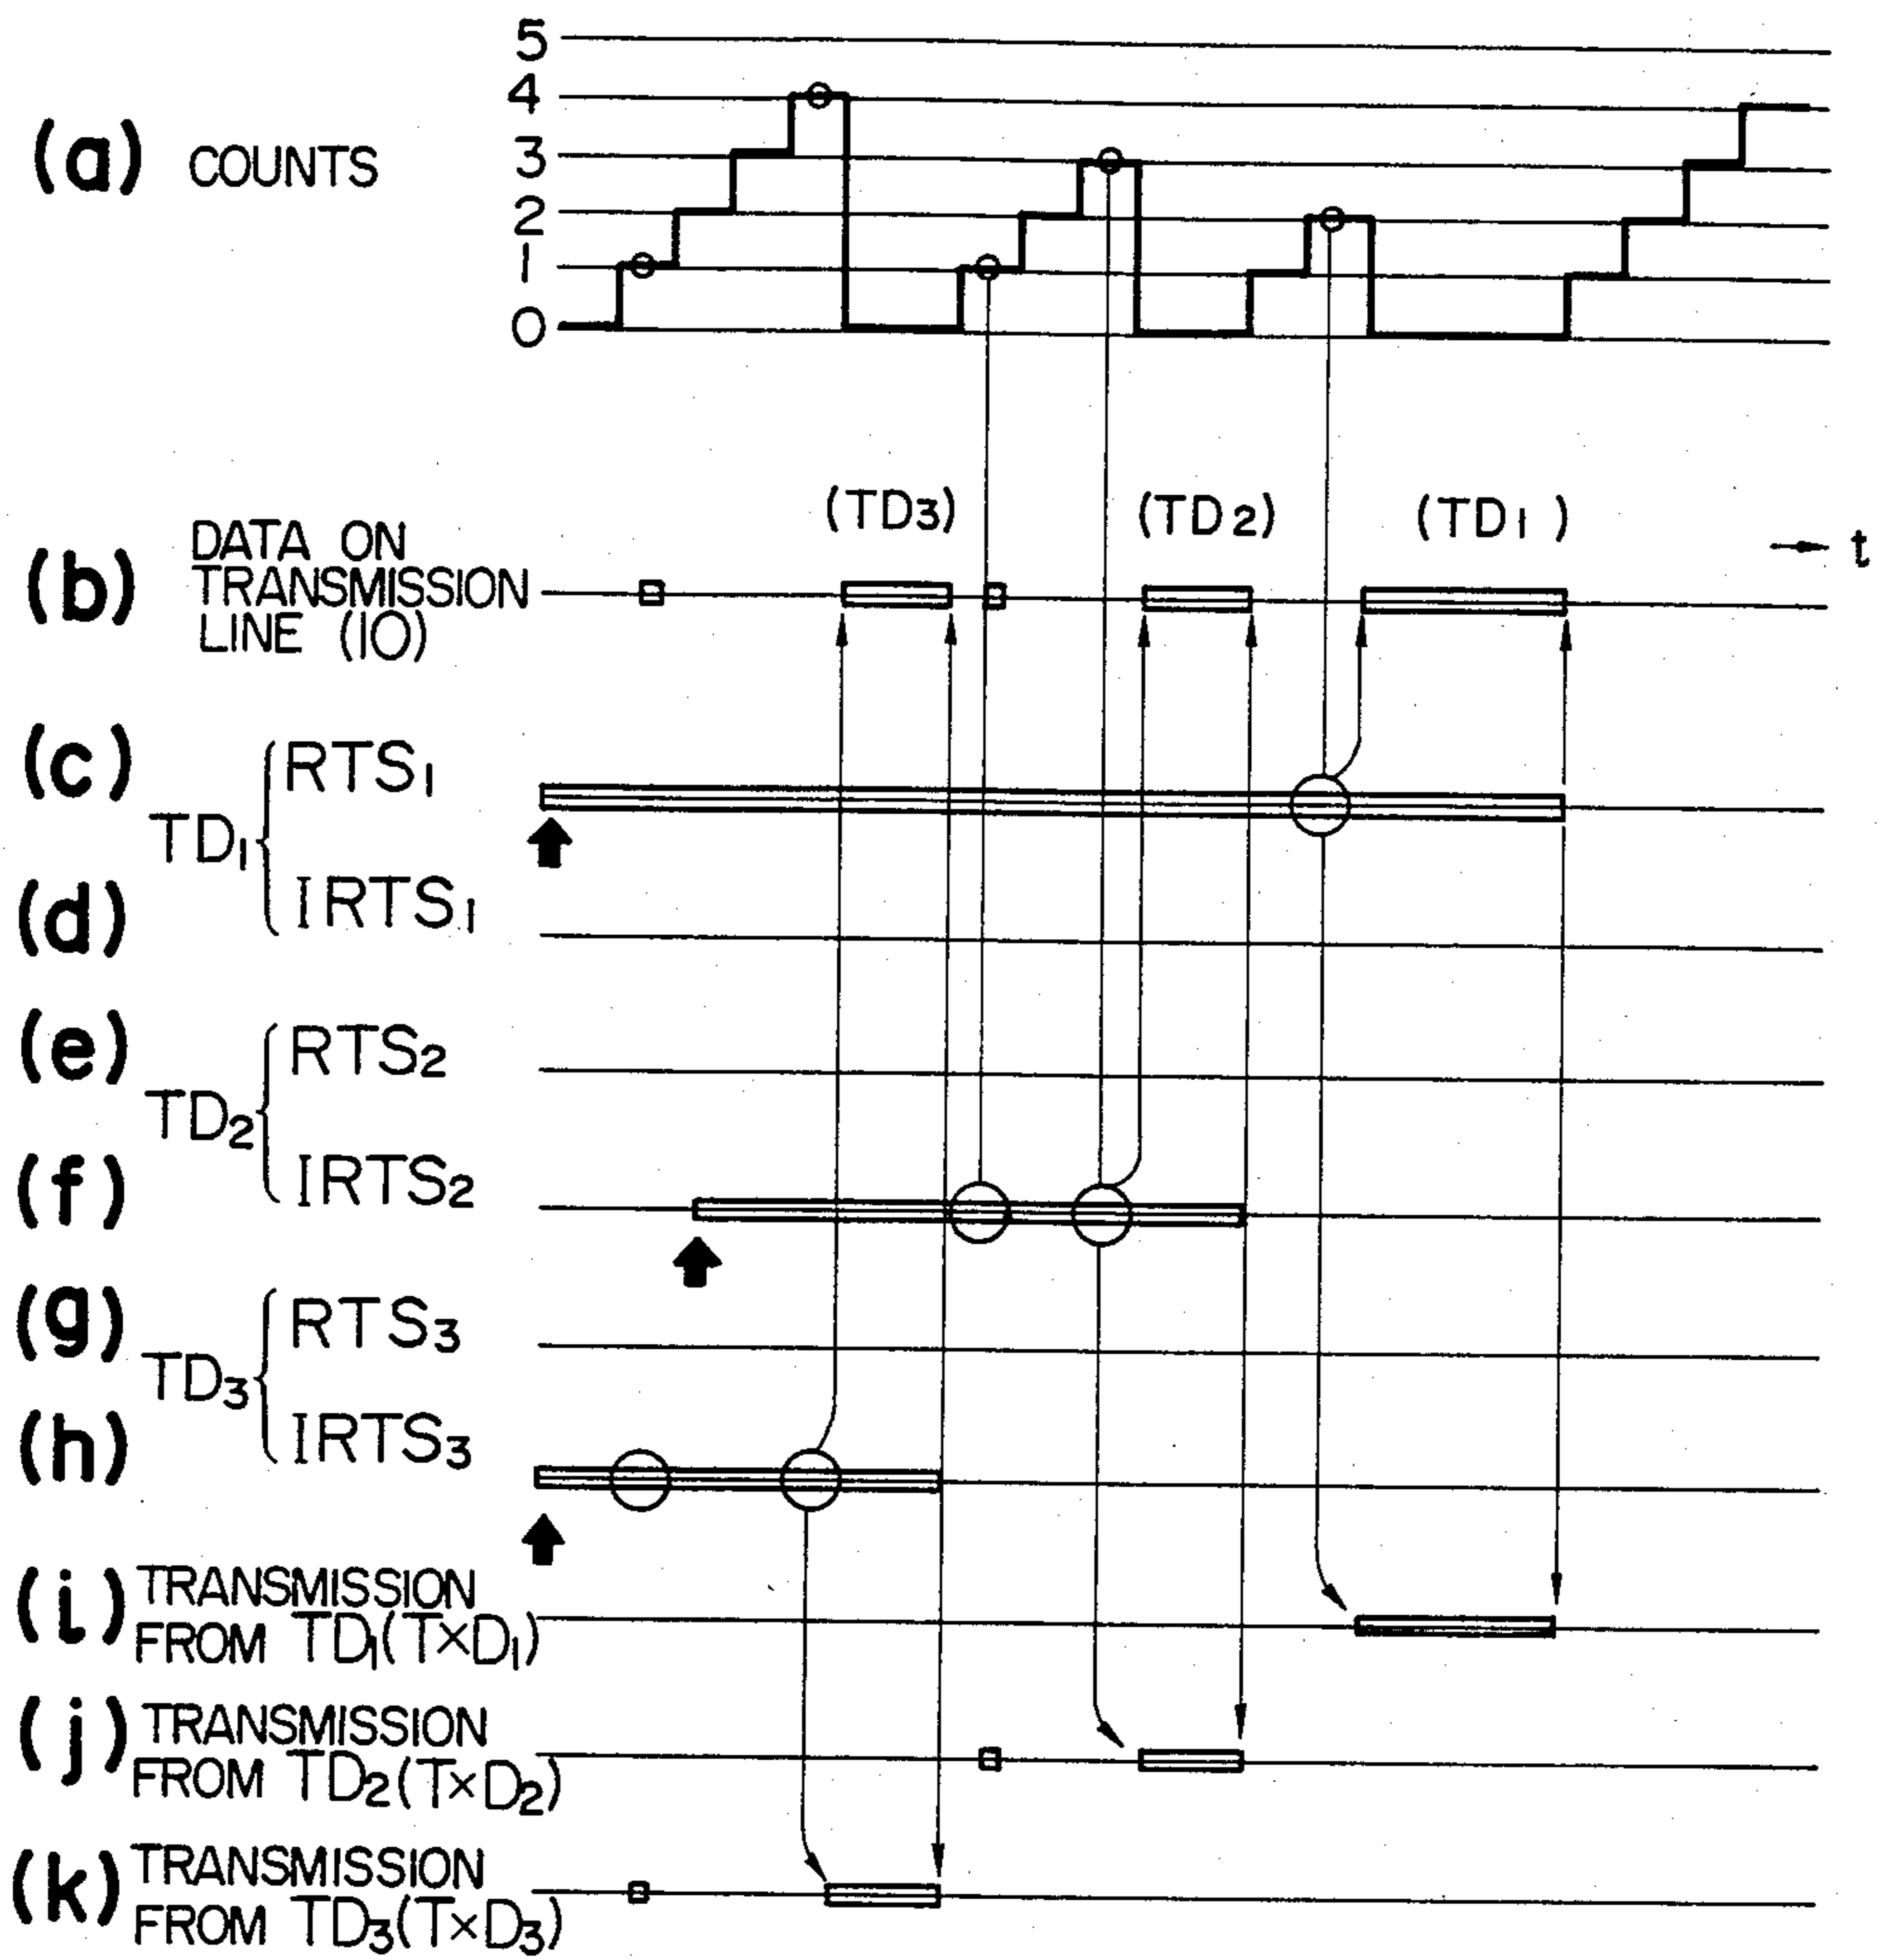 5
4
(a) COUNTS 3
2
1
0
(TD3) (TD2) (TD1)
→ t
(b) DATA ON
TRANSMISSION
LINE (10)
(c) RTS1
TD1
(d) IRTS1
(e) RTS2
TD2
(f) IRTS2
(g) RTS3
TD3
(h) IRTS3
(i) TRANSMISSION
FROM TD1(T×D1)
(j) TRANSMISSION
FROM TD2(T×D2)
(k) TRANSMISSION
FROM TD3(T×D3)